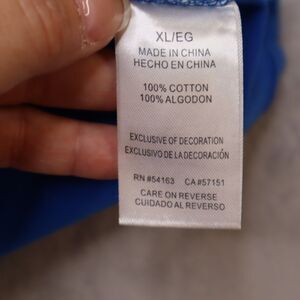 XL/EG
MADE IN CHINA
HECHO EN CHINA
100% COTTON
100% ALGODON
EXCLUSIVE OF DECORATION
EXCLUSIVO DE LA DECORACIÓN
RN #54163 CA#57151
CARE ON REVERSE
CUIDADO AL REVERSO